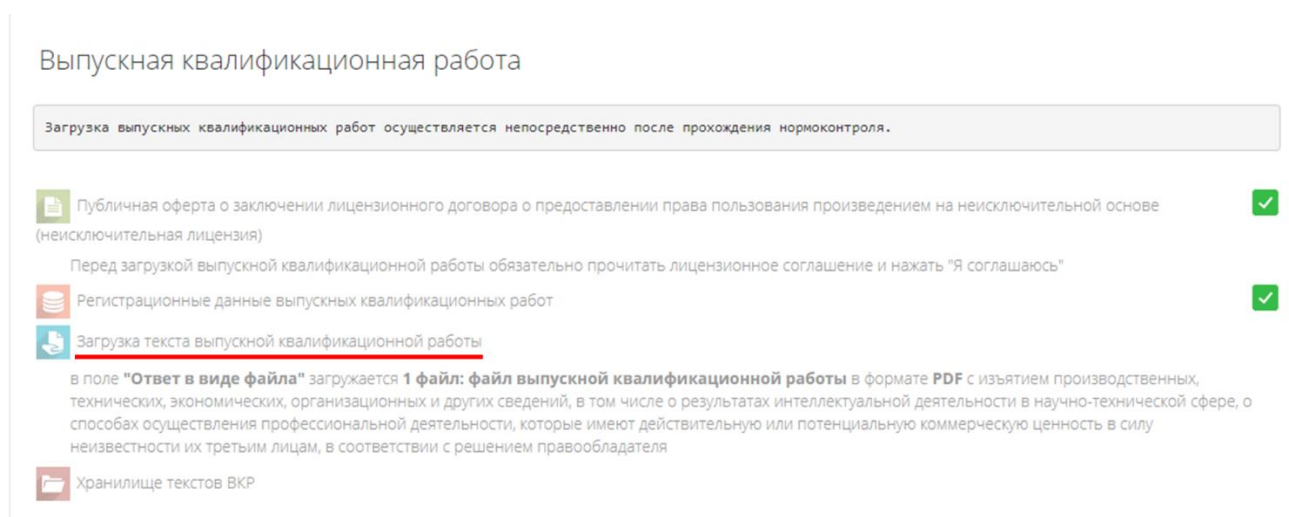 Выпускная квалификационная работа
Загрузка выпускных квалификационных работ осуществляется непосредственно после прохождения нормоконтроля.
Публичная оферта о заключении лицензионного договора о предоставлении права пользования произведением на неисключительной основе
(неисключительная лицензия)
Перед загрузкой выпускной квалификационной работы обязательно прочитать лицензионное соглашение и нажать "Я соглашаюсь"
Регистрационные данные выпускных квалификационных работ
Загрузка текста выпускной квалификационной работы
в поле "Ответ в виде файла" загружается 1 файл: файл выпускной квалификационной работы в формате PDF с изъятием производственных,
технических, экономических, организационных и других сведений, в том числе о результатах интеллектуальной деятельности в научно-технической сфере, о
способах осуществления профессиональной деятельности, которые имеют действительную или потенциальную коммерческую ценность в силу
неизвестности их третьим лицам, в соответствии с решением правообладателя
Хранилище текстов ВКР